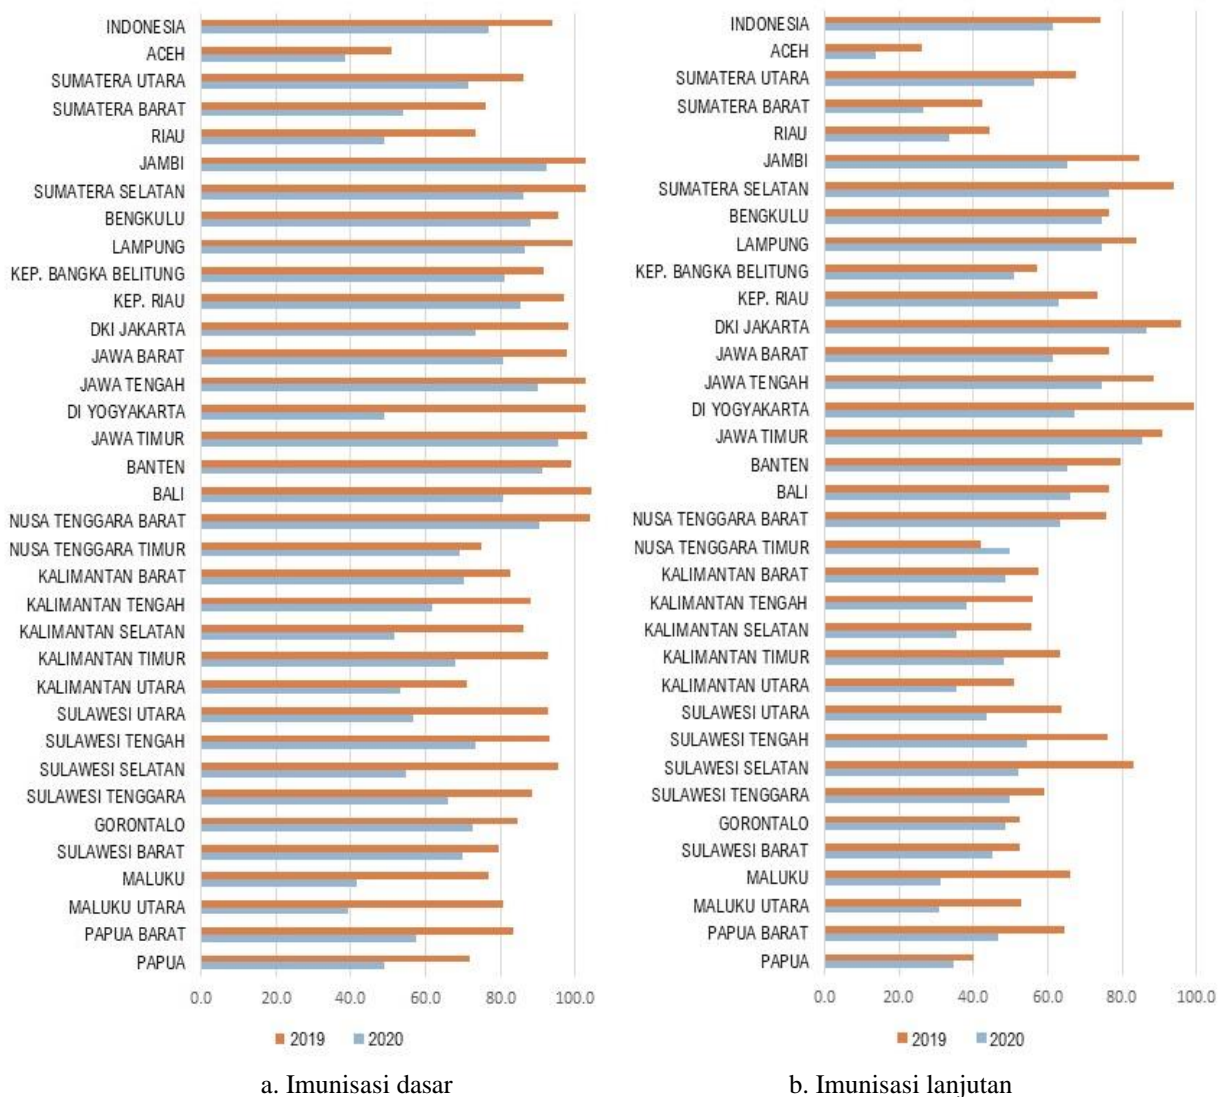 INDONESIA
ACEH
SUMATERA UTARA
SUMATERA BARAT
RIAU
JAMBI
SUMATERA SELATAN
BENGKULU
LAMPUNG
KEP. BANGKA BELITUNG
KEP. RIAU
DKI JAKARTA
JAWA BARAT
JAWA TENGAH
DI YOGYAKARTA
JAWA TIMUR
BANTEN
BALI
NUSA TENGGARA BARAT
NUSA TENGGARA TIMUR
KALIMANTAN BARAT
KALIMANTAN TENGAH
KALIMANTAN SELATAN
KALIMANTAN TIMUR
KALIMANTAN UTARA
SULAWESI UTARA
SULAWESI TENGAH
SULAWESI SELATAN
SULAWESI TENGGARA
GORONTALO
SULAWESI BARAT
MALUKU
MALUKU UTARA
PAPUA BARAT
PAPUA
0.0 20.0 40.0 60.0 80.0 100.0
2019 2020
a. Imunisasi dasar
INDONESIA
ACEH
SUMATERA UTARA
SUMATERA BARAT
RIAU
JAMBI
SUMATERA SELATAN
BENGKULU
LAMPUNG
KEP. BANGKA BELITUNG
KEP. RIAU
DKI JAKARTA
JAWA BARAT
JAWA TENGAH
DI YOGYAKARTA
JAWA TIMUR
BANTEN
BALI
NUSA TENGGARA BARAT
NUSA TENGGARA TIMUR
KALIMANTAN BARAT
KALIMANTAN TENGAH
KALIMANTAN SELATAN
KALIMANTAN TIMUR
KALIMANTAN UTARA
SULAWESI UTARA
SULAWESI TENGAH
SULAWESI SELATAN
SULAWESI TENGGARA
GORONTALO
SULAWESI BARAT
MALUKU
MALUKU UTARA
PAPUA BARAT
PAPUA
0.0 20.0 40.0 60.0 80.0 100.0
2019 2020
b. Imunisasi lanjutan